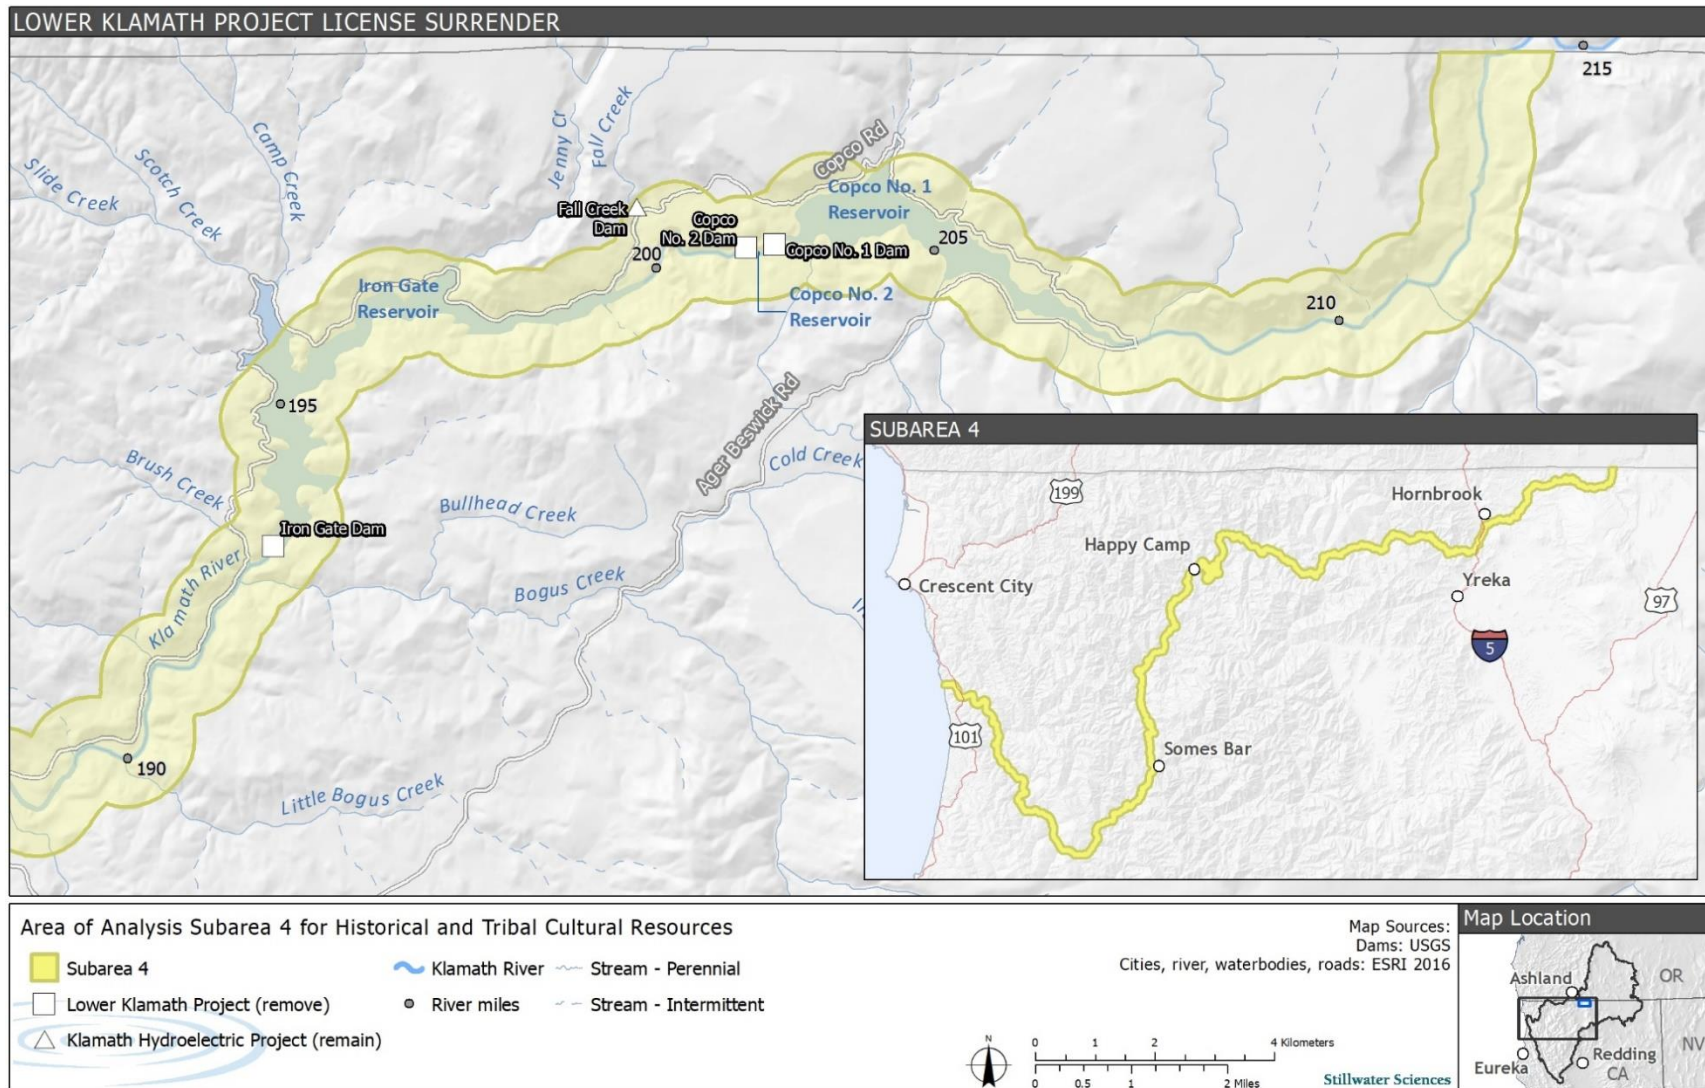 LOWER KLAMATH PROJECT LICENSE SURRENDER
215
Slide Creek
Scotch Creek
Camp Creek
Jenny Cr
Fall Creek
Copco Rd
Fall Creek
Dam
Copco
No. 2 Dam
Copco No. 1
Reservoir
Copco No. 1 Dam
205
200
Iron Gate
Reservoir
Copco No. 2
Reservoir
210
195
Ager Beswick Rd
Cold Creek
Brush Creek
Bullhead Creek
Iron Gate Dam
Klamath River
Bogus Creek
190
Little Bogus Creek
SUBAREA 4
199
Hornbrook
Happy Camp
Crescent City
Yreka
97
5
101
Somes Bar
Area of Analysis Subarea 4 for Historical and Tribal Cultural Resources
Subarea 4
Lower Klamath Project (remove)
Klamath Hydroelectric Project (remain)
Klamath River
River miles
Stream - Perennial
Stream - Intermittent
Map Sources:
Dams: USGS
Cities, river, waterbodies, roads: ESRI 2016
N
0 1 2 4 Kilometers
0 0.5 1 2 Miles
Stillwater Sciences
Map Location
Ashland
OR
Eureka
Redding
CA
NV